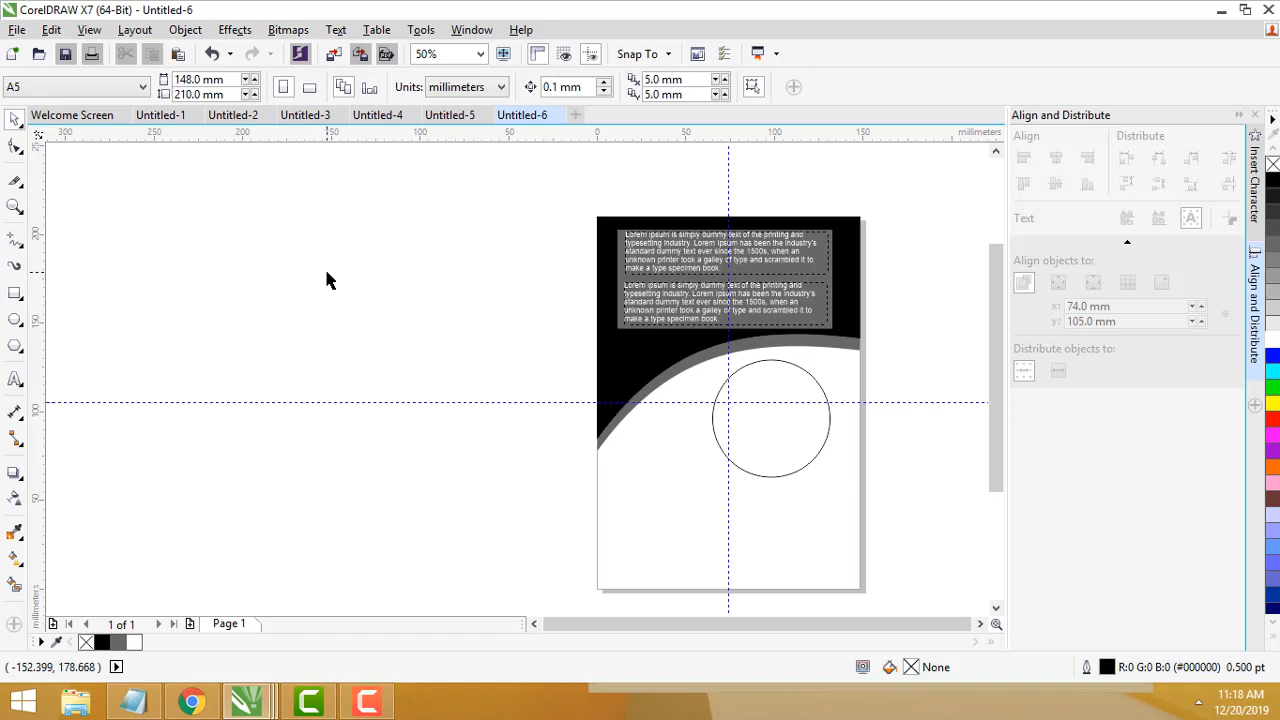 CorelDRAW X7 (64-Bit) - Untitled-6
File Edit View Layout Object Effects Bitmaps Text Table Tools Window Help
50% Snap To
A5 148.0 mm 210.0 mm Units: millimeters 0.1 mm 5.0 mm 5.0 mm
Welcome Screen Untitled-1 Untitled-2 Untitled-3 Untitled-4 Untitled-5 Untitled-6
300 250 200 150 100 50 0 50 100 150 millimeters
200
150
100
50
millimeters
Lorem Ipsum is simply dummy text of the printing and
typesetting industry. Lorem Ipsum has been the industry's
standard dummy text ever since the 1500s, when an
unknown printer took a galley of type and scrambled it to
make a type specimen book.
Lorem Ipsum is simply dummy text of the printing and
typesetting industry. Lorem Ipsum has been the industry's
standard dummy text ever since the 1500s, when an
unknown printer took a galley of type and scrambled it to
make a type specimen book.
Align and Distribute
Align Distribute
Text
Align objects to:
x: 74.0 mm
y: 105.0 mm
Distribute objects to:
Insert Character
Align and Distribute
1 of 1 Page 1
(-152.399, 178.668) None R:0 G:0 B:0 (#000000) 0.500 pt
11:18 AM
12/20/2019